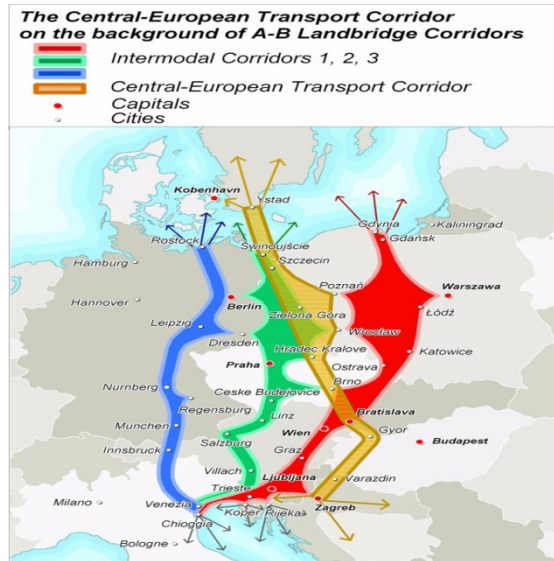 The Central-European Transport Corridor
on the background of A-B Landbridge Corridors
Intermodal Corridors 1, 2, 3
Central-European Transport Corridor
Capitals
Cities
Kobenhavn
Ystad
Gdynia
Kaliningrad
Gdańsk
Rostock
Swinoujście
Hamburg
Szczecin
Poznań
Warszawa
Hannover
Berlin
Zielona Góra
Łódź
Leipzig
Wrocław
Dresden
Hradec Kralove
Katowice
Praha
Ostrava
Nurnberg
Ceske Budejovice
Brno
Regensburg
Bratislava
Linz
Munchen
Wien
Gyor
Budapest
Salzburg
Innsbruck
Graz
Villach
Ljubljana
Varazdin
Trieste
Milano
Venezia
Koper
Rijeka
Zagreb
Chioggia
Bologne